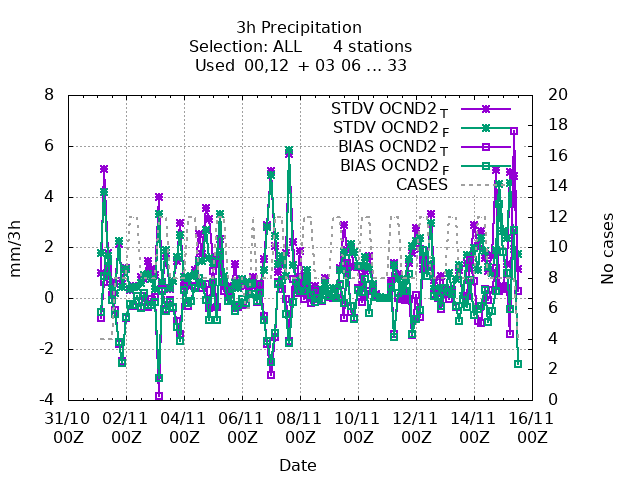 3h Precipitation
Selection: ALL 4 stations
Used 00,12 + 03 06 ... 33
STDV OCND2 T
STDV OCND2 F
BIAS OCND2 T
BIAS OCND2 F
CASES
8
6
4
2
0
-2
-4
mm/3h
20
18
16
14
12
10
8
6
4
2
0
No cases
31/10 02/11 04/11 06/11 08/11 10/11 12/11 14/11 16/11
00Z 00Z 00Z 00Z 00Z 00Z 00Z 00Z 00Z
Date